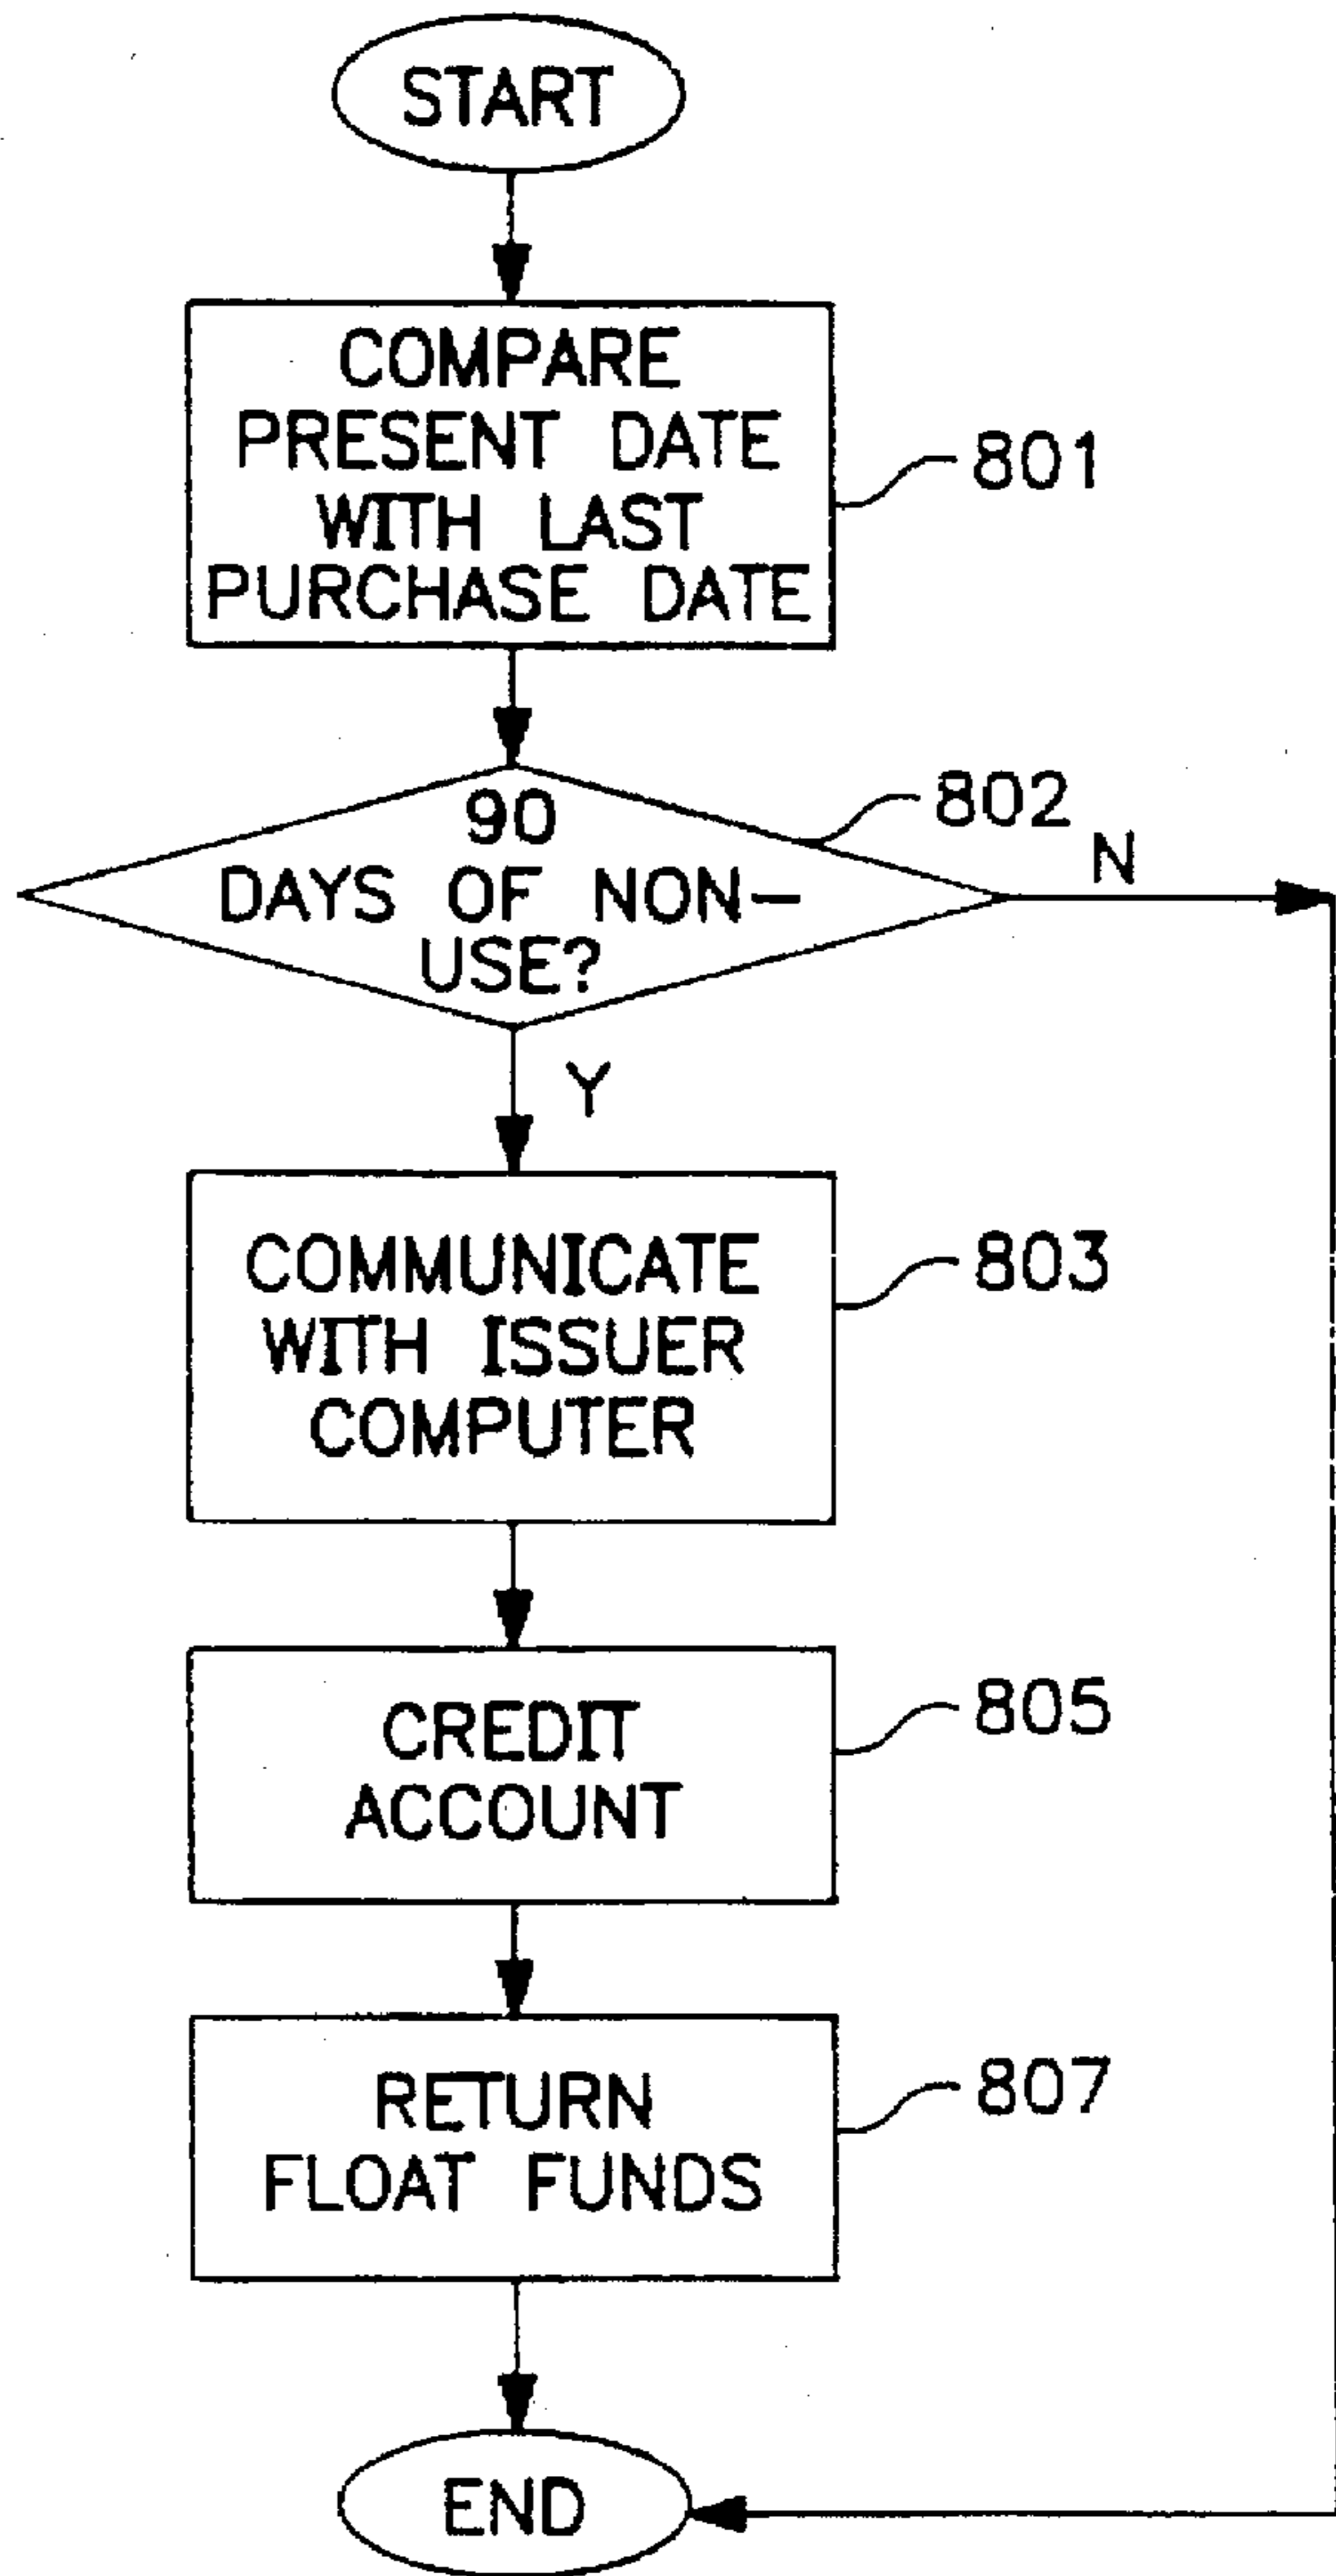 START
COMPARE
PRESENT DATE
WITH LAST
PURCHASE DATE
801
90
DAYS OF NON-
USE?
802
N
Y
COMMUNICATE
WITH ISSUER
COMPUTER
803
CREDIT
ACCOUNT
805
RETURN
FLOAT FUNDS
807
END